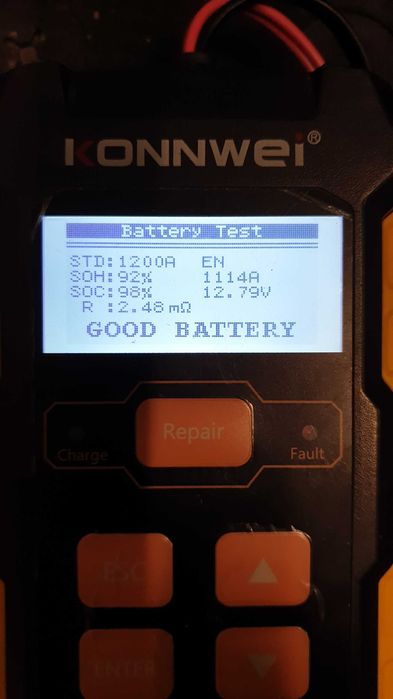 KONNWEI®
Battery Test
STD:1200A EN
SOH:92% 1114A
SOC:98% 12.79V
R :2.48mΩ
GOOD BATTERY
Repair
Charge Fault
ESC
ENTER